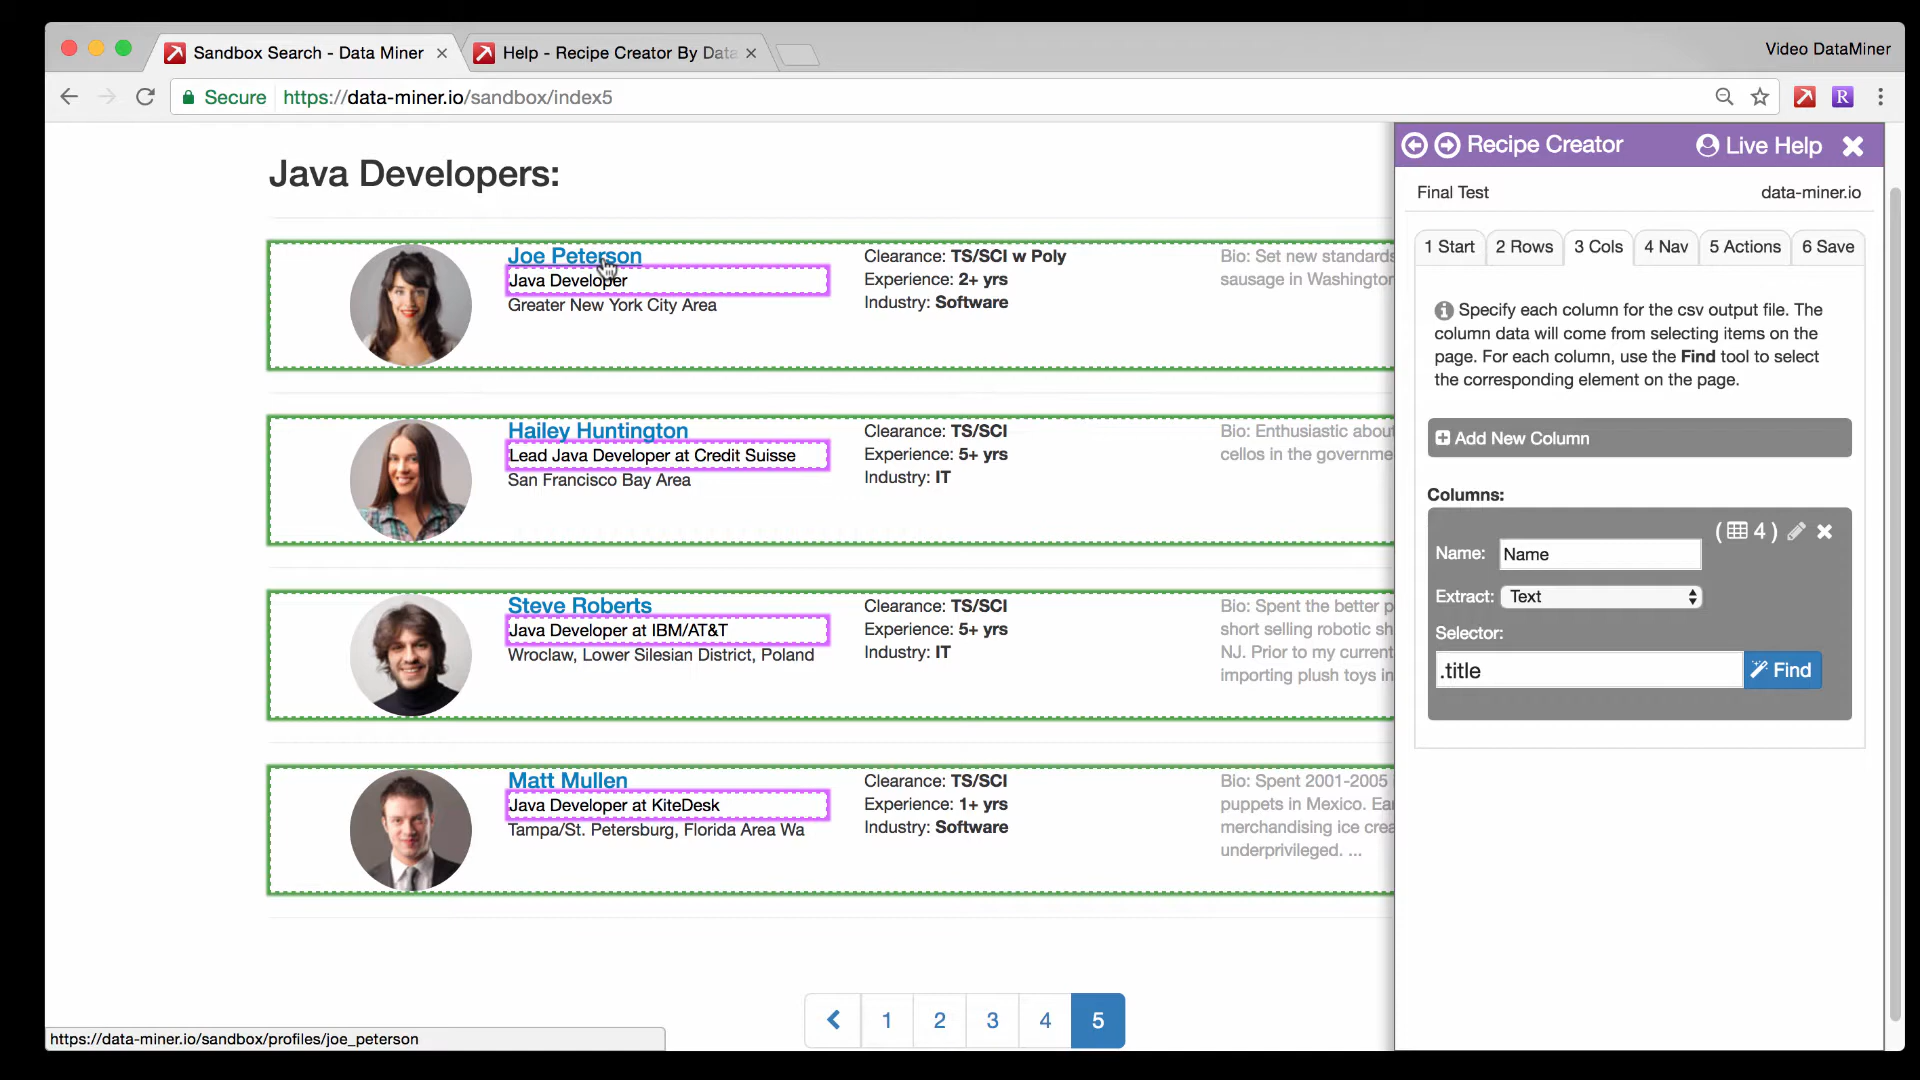 Sandbox Search - Data Miner
Help - Recipe Creator By Data
Video DataMiner
Secure
https://data-miner.io/sandbox/index5
R
Java Developers:
Joe Peterson
Java Developer
Greater New York City Area
Clearance: TS/SCI w Poly
Experience: 2+ yrs
Industry: Software
Bio: Set new standards
sausage in Washington
Hailey Huntington
Lead Java Developer at Credit Suisse
San Francisco Bay Area
Clearance: TS/SCI
Experience: 5+ yrs
Industry: IT
Bio: Enthusiastic about
cellos in the governme
Steve Roberts
Java Developer at IBM/AT&T
Wroclaw, Lower Silesian District, Poland
Clearance: TS/SCI
Experience: 5+ yrs
Industry: IT
Bio: Spent the better p
short selling robotic sh
NJ. Prior to my current
importing plush toys in
Matt Mullen
Java Developer at KiteDesk
Tampa/St. Petersburg, Florida Area Wa
Clearance: TS/SCI
Experience: 1+ yrs
Industry: Software
Bio: Spent 2001-2005
puppets in Mexico. Ear
merchandising ice crea
underprivileged. ...
1 2 3 4 5
https://data-miner.io/sandbox/profiles/joe_peterson
Recipe Creator
Live Help
Final Test
data-miner.io
1 Start
2 Rows
3 Cols
4 Nav
5 Actions
6 Save
Specify each column for the csv output file. The
column data will come from selecting items on the
page. For each column, use the Find tool to select
the corresponding element on the page.
Add New Column
Columns:
( 4 )
Name: Name
Extract: Text
Selector:
.title
Find